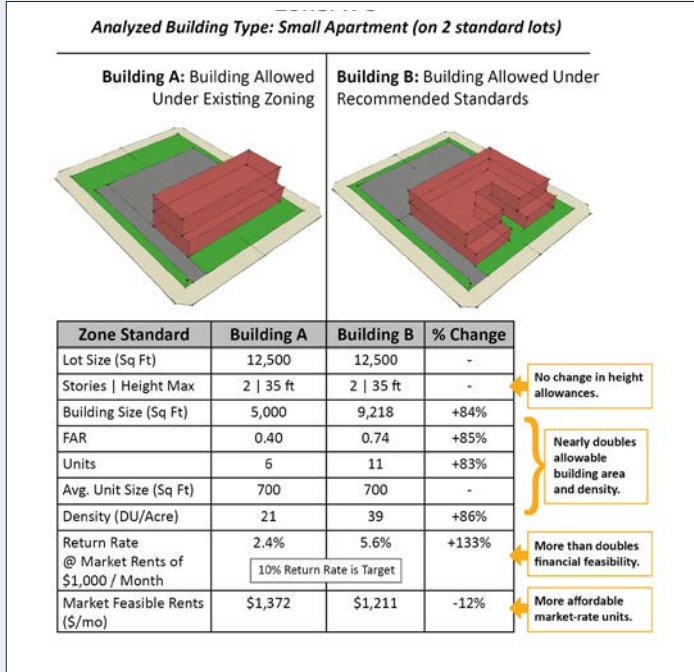 Analyzed Building Type: Small Apartment (on 2 standard lots)
Building A: Building Allowed
Under Existing Zoning
Building B: Building Allowed Under
Recommended Standards
Zone Standard Building A Building B % Change
Lot Size (Sq Ft) 12,500 12,500 -
Stories | Height Max 2 | 35 ft 2 | 35 ft -
Building Size (Sq Ft) 5,000 9,218 +84%
FAR 0.40 0.74 +85%
Units 6 11 +83%
Avg. Unit Size (Sq Ft) 700 700 -
Density (DU/Acre) 21 39 +86%
Return Rate 2.4% 5.6% +133%
@ Market Rents of
$1,000 / Month
10% Return Rate is Target
Market Feasible Rents $1,372 $1,211 -12%
($/mo)
No change in height
allowances.
Nearly doubles
allowable
building area
and density.
More than doubles
financial feasibility.
More affordable
market-rate units.